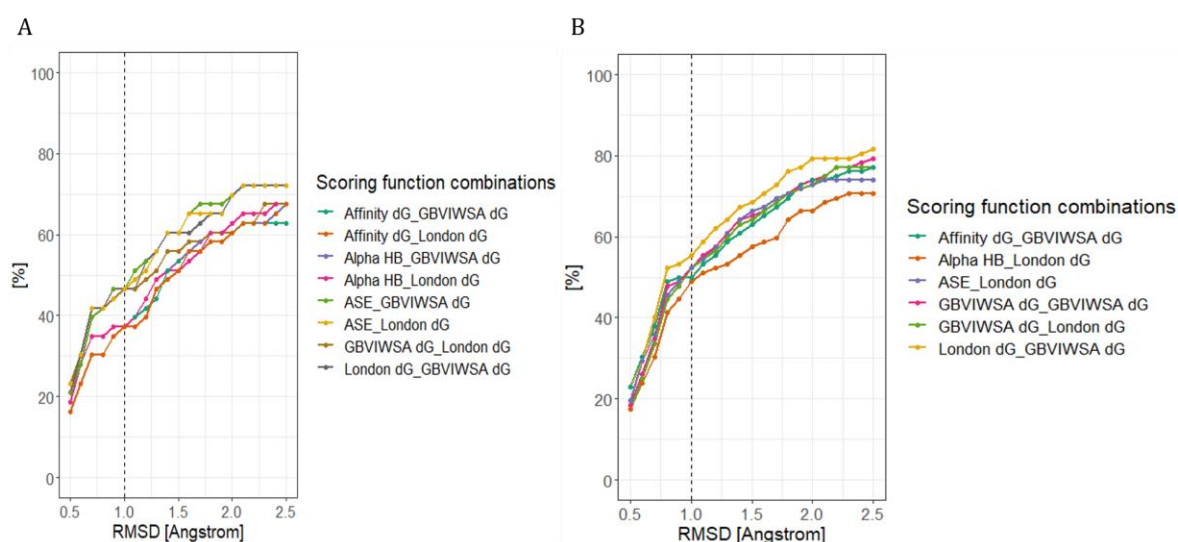 A
100
80
60
40
20
0
[%]
0.5 1.0 1.5 2.0 2.5
RMSD [Angstrom]
Scoring function combinations
Affinity dG_GBVIWSA dG
Affinity dG_London dG
Alpha HB_GBVIWSA dG
Alpha HB_London dG
ASE_GBVIWSA dG
ASE_London dG
GBVIWSA dG_London dG
London dG_GBVIWSA dG
B
100
80
60
40
20
0
[%]
0.5 1.0 1.5 2.0 2.5
RMSD [Angstrom]
Scoring function combinations
Affinity dG_GBVIWSA dG
Alpha HB_London dG
ASE_London dG
GBVIWSA dG_GBVIWSA dG
GBVIWSA dG_London dG
London dG_GBVIWSA dG